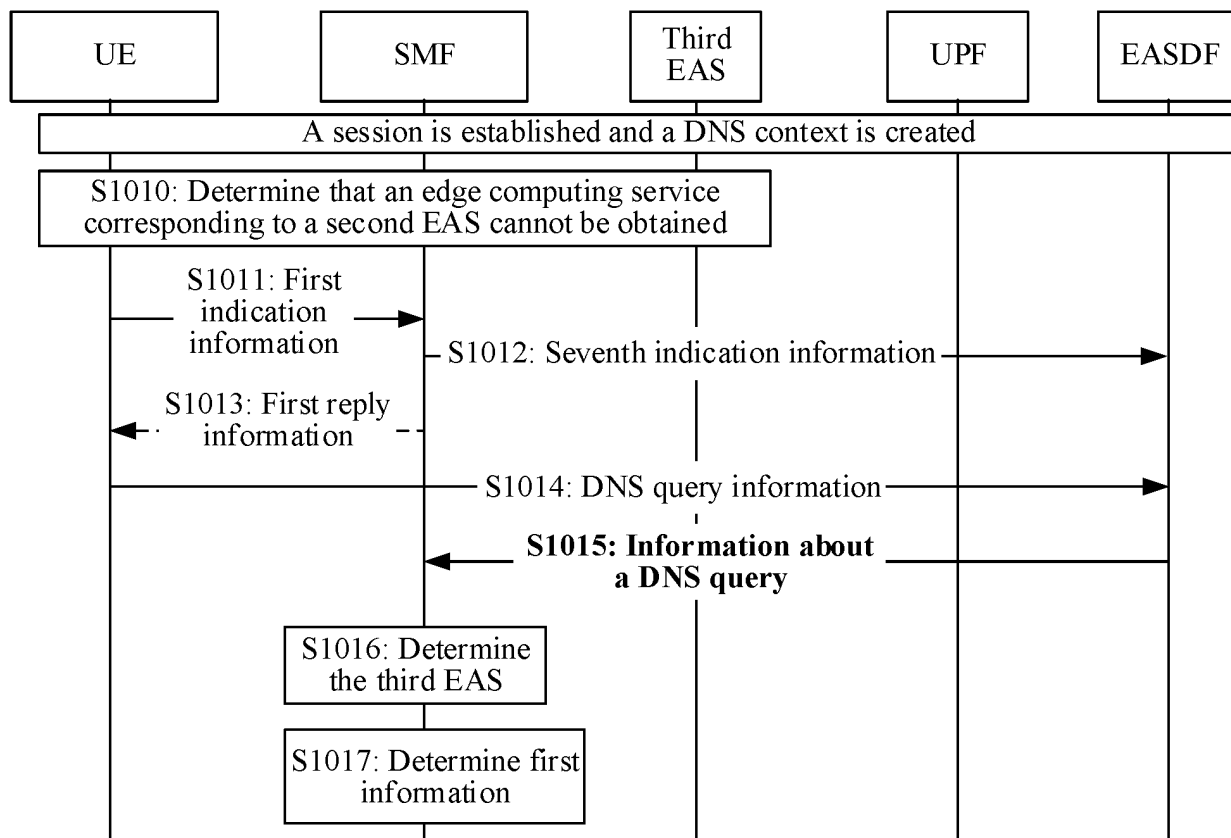 UE
SMF
Third
EAS
UPF
EASDF
A session is established and a DNS context is created
S1010: Determine that an edge computing service
corresponding to a second EAS cannot be obtained
S1011: First
indication
information
S1012: Seventh indication information
S1013: First reply
information
S1014: DNS query information
S1015: Information about
a DNS query
S1016: Determine
the third EAS
S1017: Determine first
information